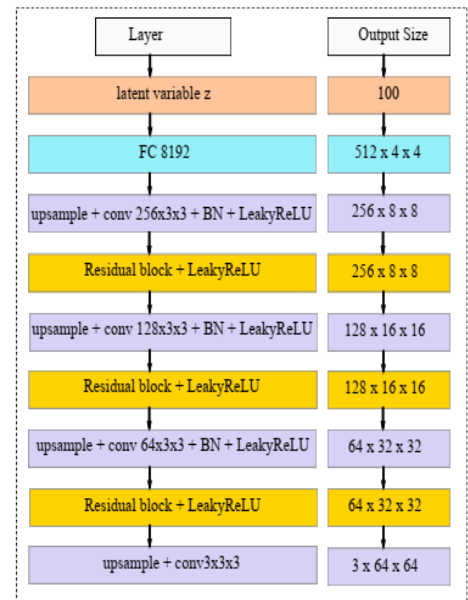 Layer Output Size
latent variable z 100
FC 8192 512 x 4 x 4
upsample + conv 256x3x3 + BN + LeakyReLU 256 x 8 x 8
Residual block + LeakyReLU 256 x 8 x 8
upsample + conv 128x3x3 + BN + LeakyReLU 128 x 16 x 16
Residual block + LeakyReLU 128 x 16 x 16
upsample + conv 64x3x3 + BN + LeakyReLU 64 x 32 x 32
Residual block + LeakyReLU 64 x 32 x 32
upsample + conv3x3x3 3 x 64 x 64